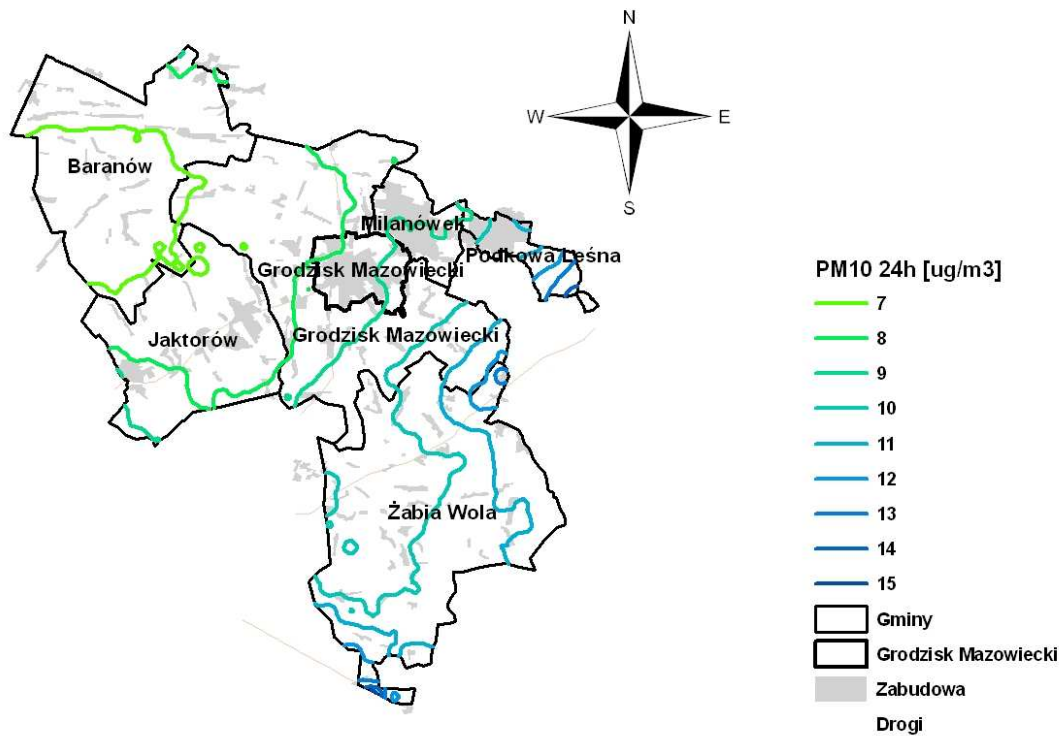 N
W
E
S
Baranów
Milanówek
Podkowa Leśna
Grodzisk Mazowiecki
Jaktorów
Grodzisk Mazowiecki
Żabia Wola
PM10 24h [ug/m3]
7
8
9
10
11
12
13
14
15
Gminy
Grodzisk Mazowiecki
Zabudowa
Drogi